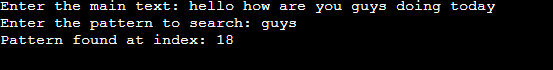 Enter the main text: hello how are you guys doing today
Enter the pattern to search: guys
Pattern found at index: 18